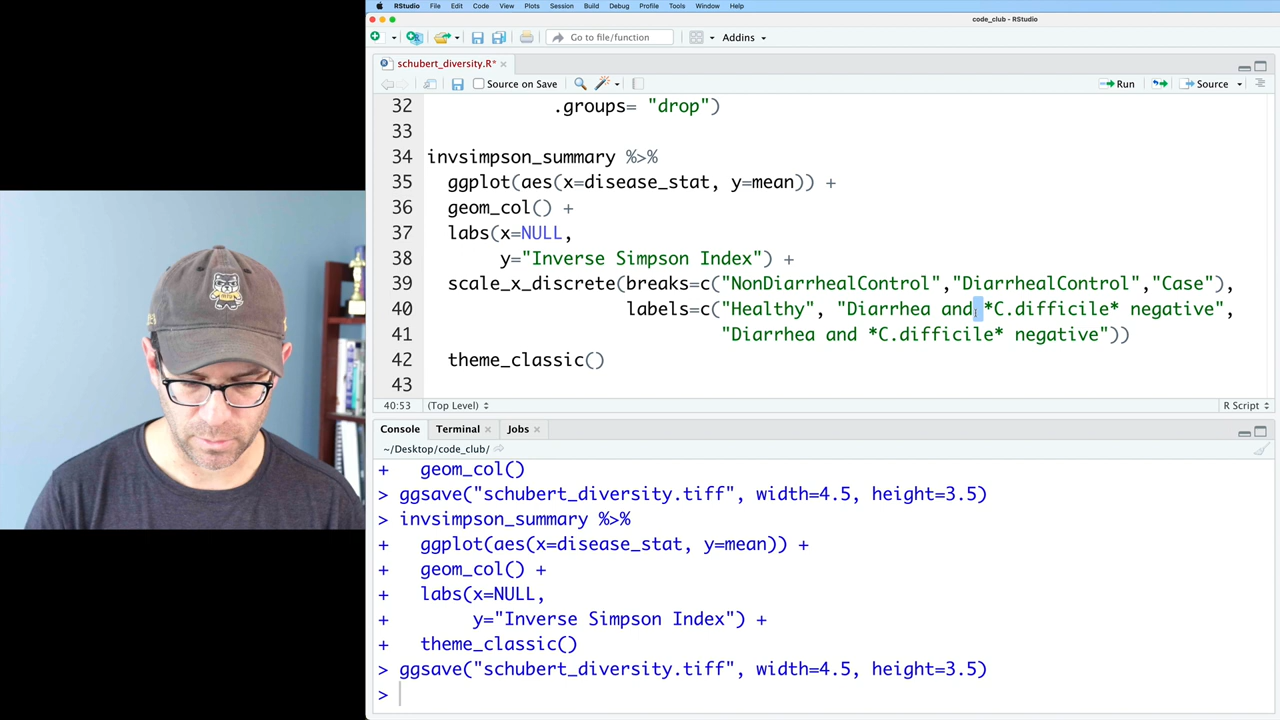 RStudio File Edit Code View Plots Session Build Debug Profile Tools Window Help
code_club - RStudio
Go to file/function Addins
schubert_diversity.R*
Source on Save Run Source
32 .groups= "drop")
33
34 invsimpson_summary %>%
35 ggplot(aes(x=disease_stat, y=mean)) +
36 geom_col() +
37 labs(x=NULL,
38 y="Inverse Simpson Index") +
39 scale_x_discrete(breaks=c("NonDiarrhealControl","DiarrhealControl","Case"),
40 labels=c("Healthy", "Diarrhea and *C.difficile* negative",
41 "Diarrhea and *C.difficile* negative"))
42 theme_classic()
43
40:53 (Top Level) R Script
Console Terminal Jobs
~/Desktop/code_club/
+ geom_col()
> ggsave("schubert_diversity.tiff", width=4.5, height=3.5)
> invsimpson_summary %>%
+ ggplot(aes(x=disease_stat, y=mean)) +
+ geom_col() +
+ labs(x=NULL,
+ y="Inverse Simpson Index") +
+ theme_classic()
> ggsave("schubert_diversity.tiff", width=4.5, height=3.5)
>